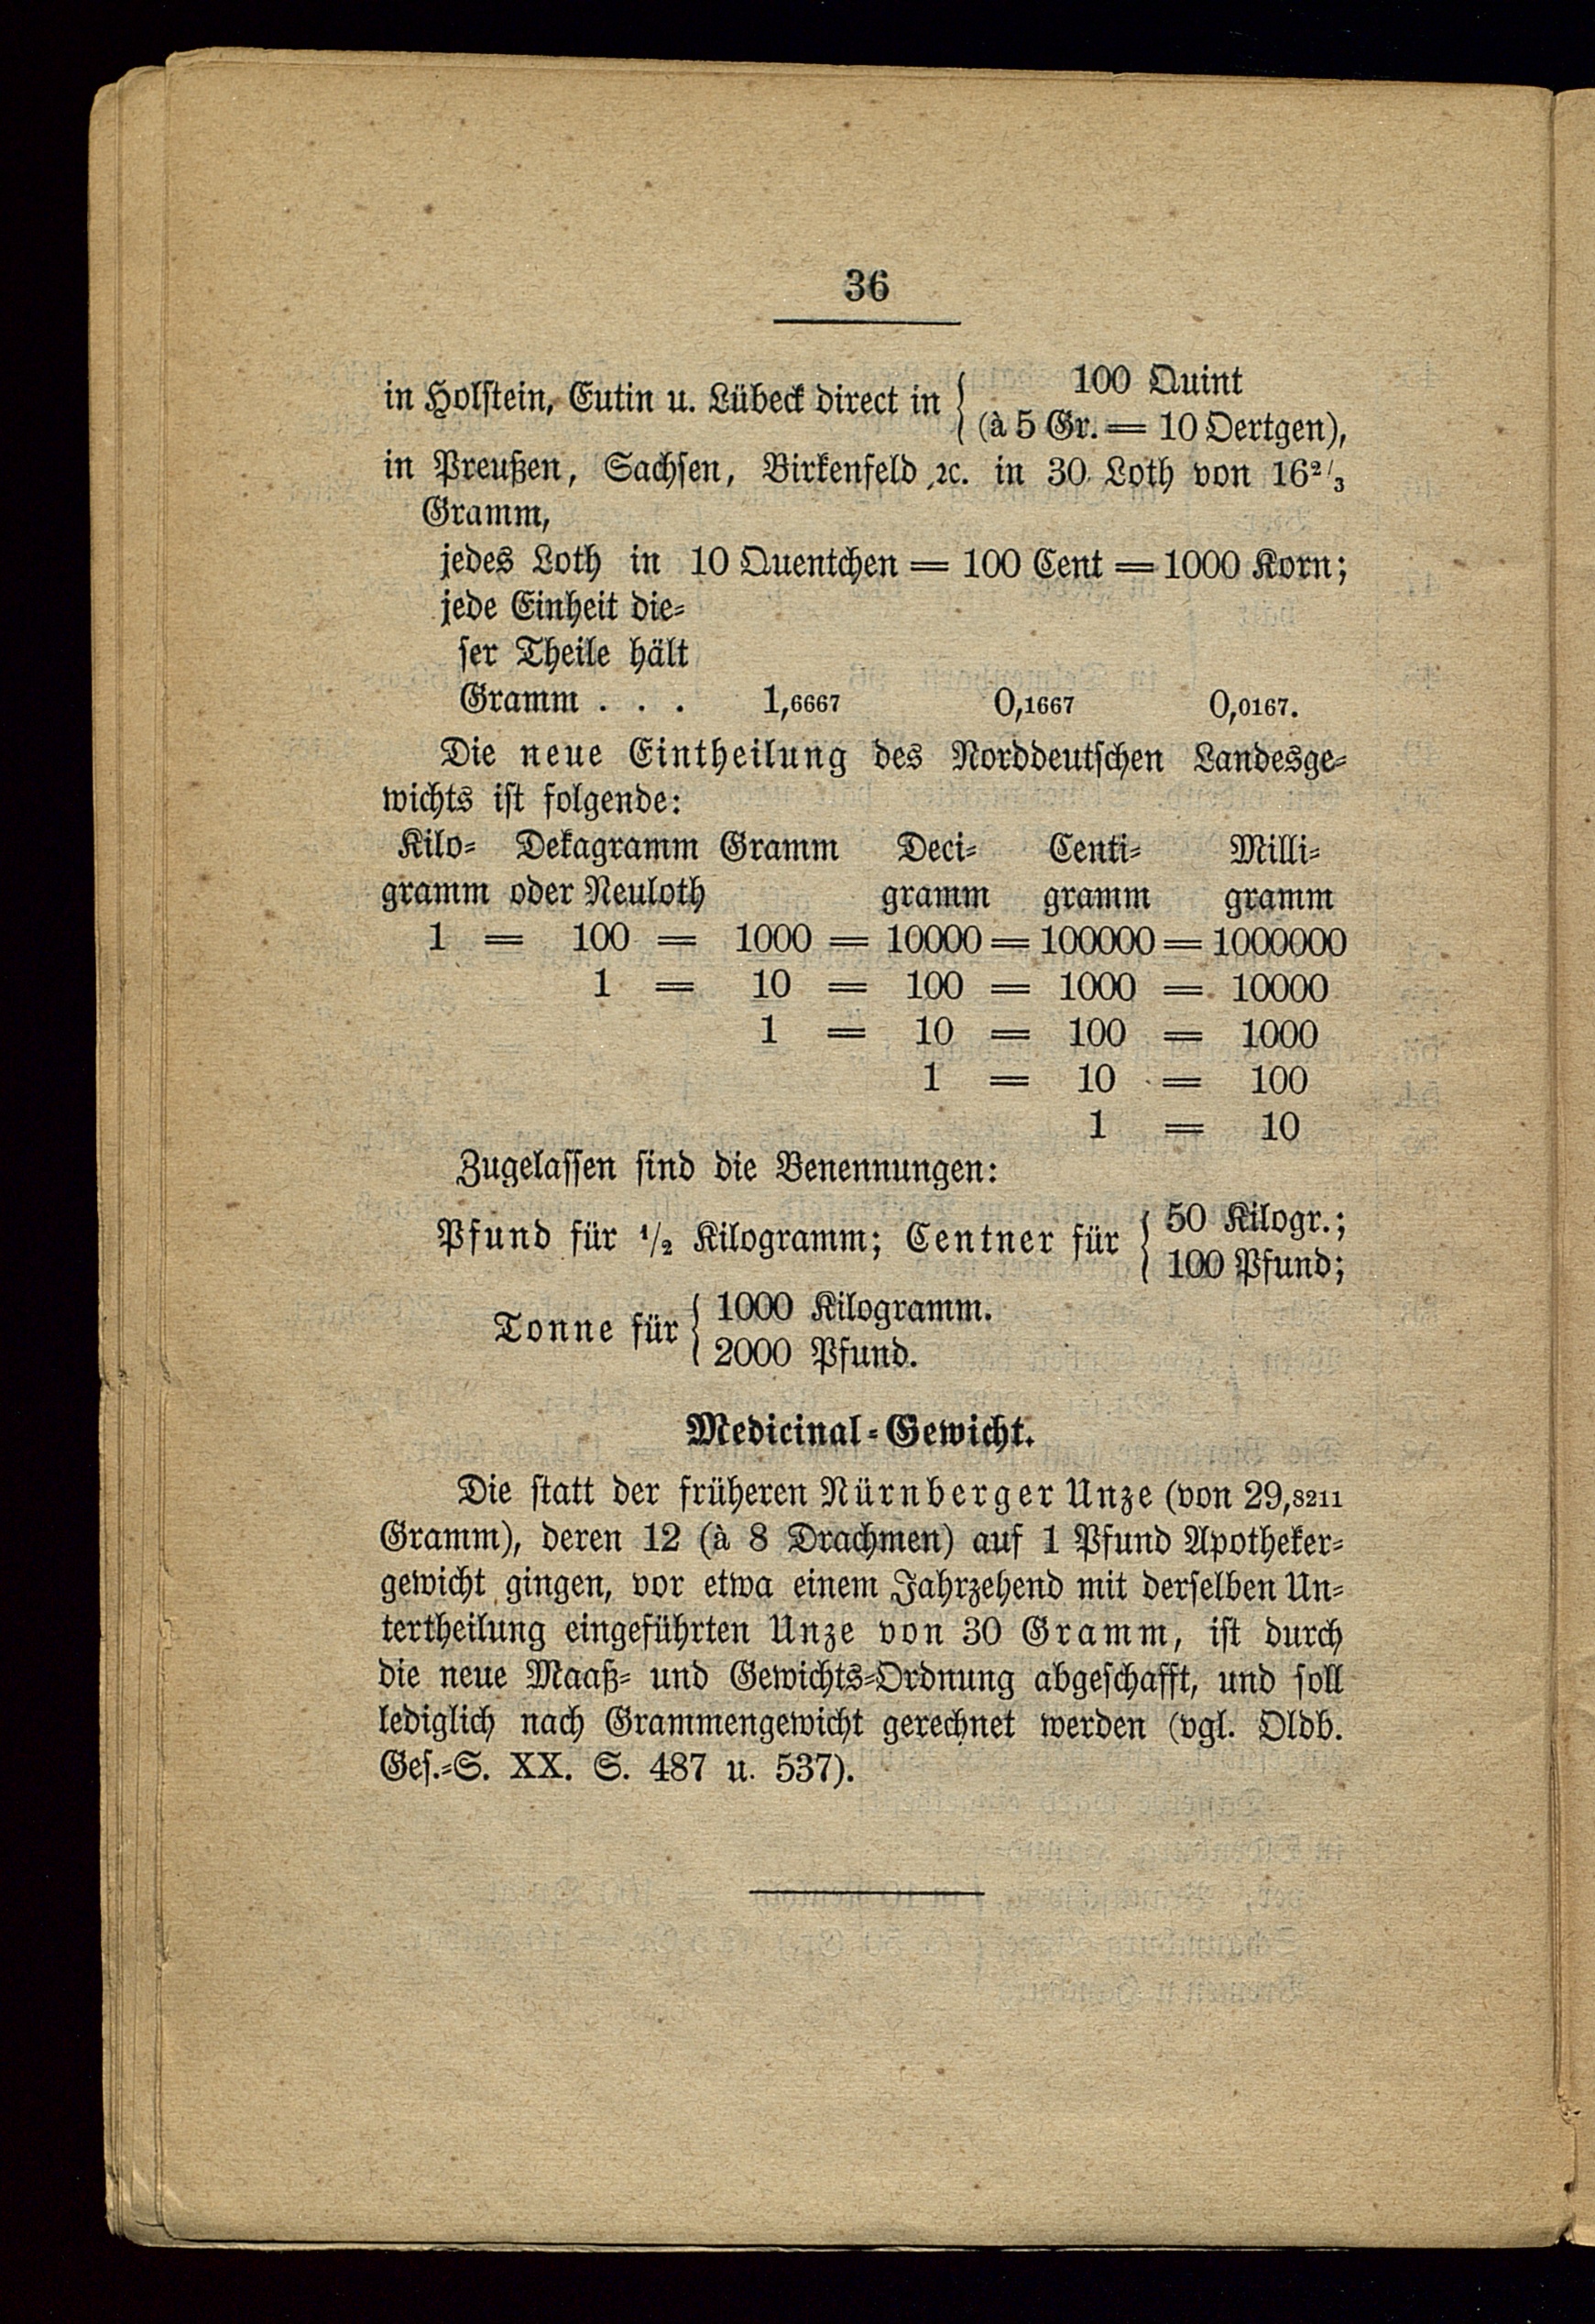 36
in Holstein, Eutin u. Lübeck direct in { 100 Quint
(à 5 Gr. = 10 Oertgen),
in Preußen, Sachsen, Birkenfeld ꝛc. in 30 Loth von 16²/₃
Gramm,
jedes Loth in 10 Quentchen = 100 Cent = 1000 Korn;
jede Einheit die-
ser Theile hält
Gramm . . . 1,6667 0,1667 0,0167.
Die neue Eintheilung des Norddeutschen Landesge-
wichts ist folgende:
Kilo- Dekagramm Gramm Deci- Centi- Milli-
gramm oder Neuloth gramm gramm gramm
1 = 100 = 1000 = 10000 = 100000 = 1000000
1 = 10 = 100 = 1000 = 10000
1 = 10 = 100 = 1000
1 = 10 = 100
1 = 10
Zugelassen sind die Benennungen:
Pfund für ½ Kilogramm; Centner für { 50 Kilogr.;
100 Pfund;
Tonne für { 1000 Kilogramm.
2000 Pfund.
Medicinal-Gewicht.
Die statt der früheren Nürnberger Unze (von 29,8211
Gramm), deren 12 (à 8 Drachmen) auf 1 Pfund Apotheker-
gewicht gingen, vor etwa einem Jahrzehend mit derselben Un-
tertheilung eingeführten Unze von 30 Gramm, ist durch
die neue Maaß- und Gewichts-Ordnung abgeschafft, und soll
lediglich nach Grammengewicht gerechnet werden (vgl. Oldb.
Ges.-S. XX. S. 487 u. 537).